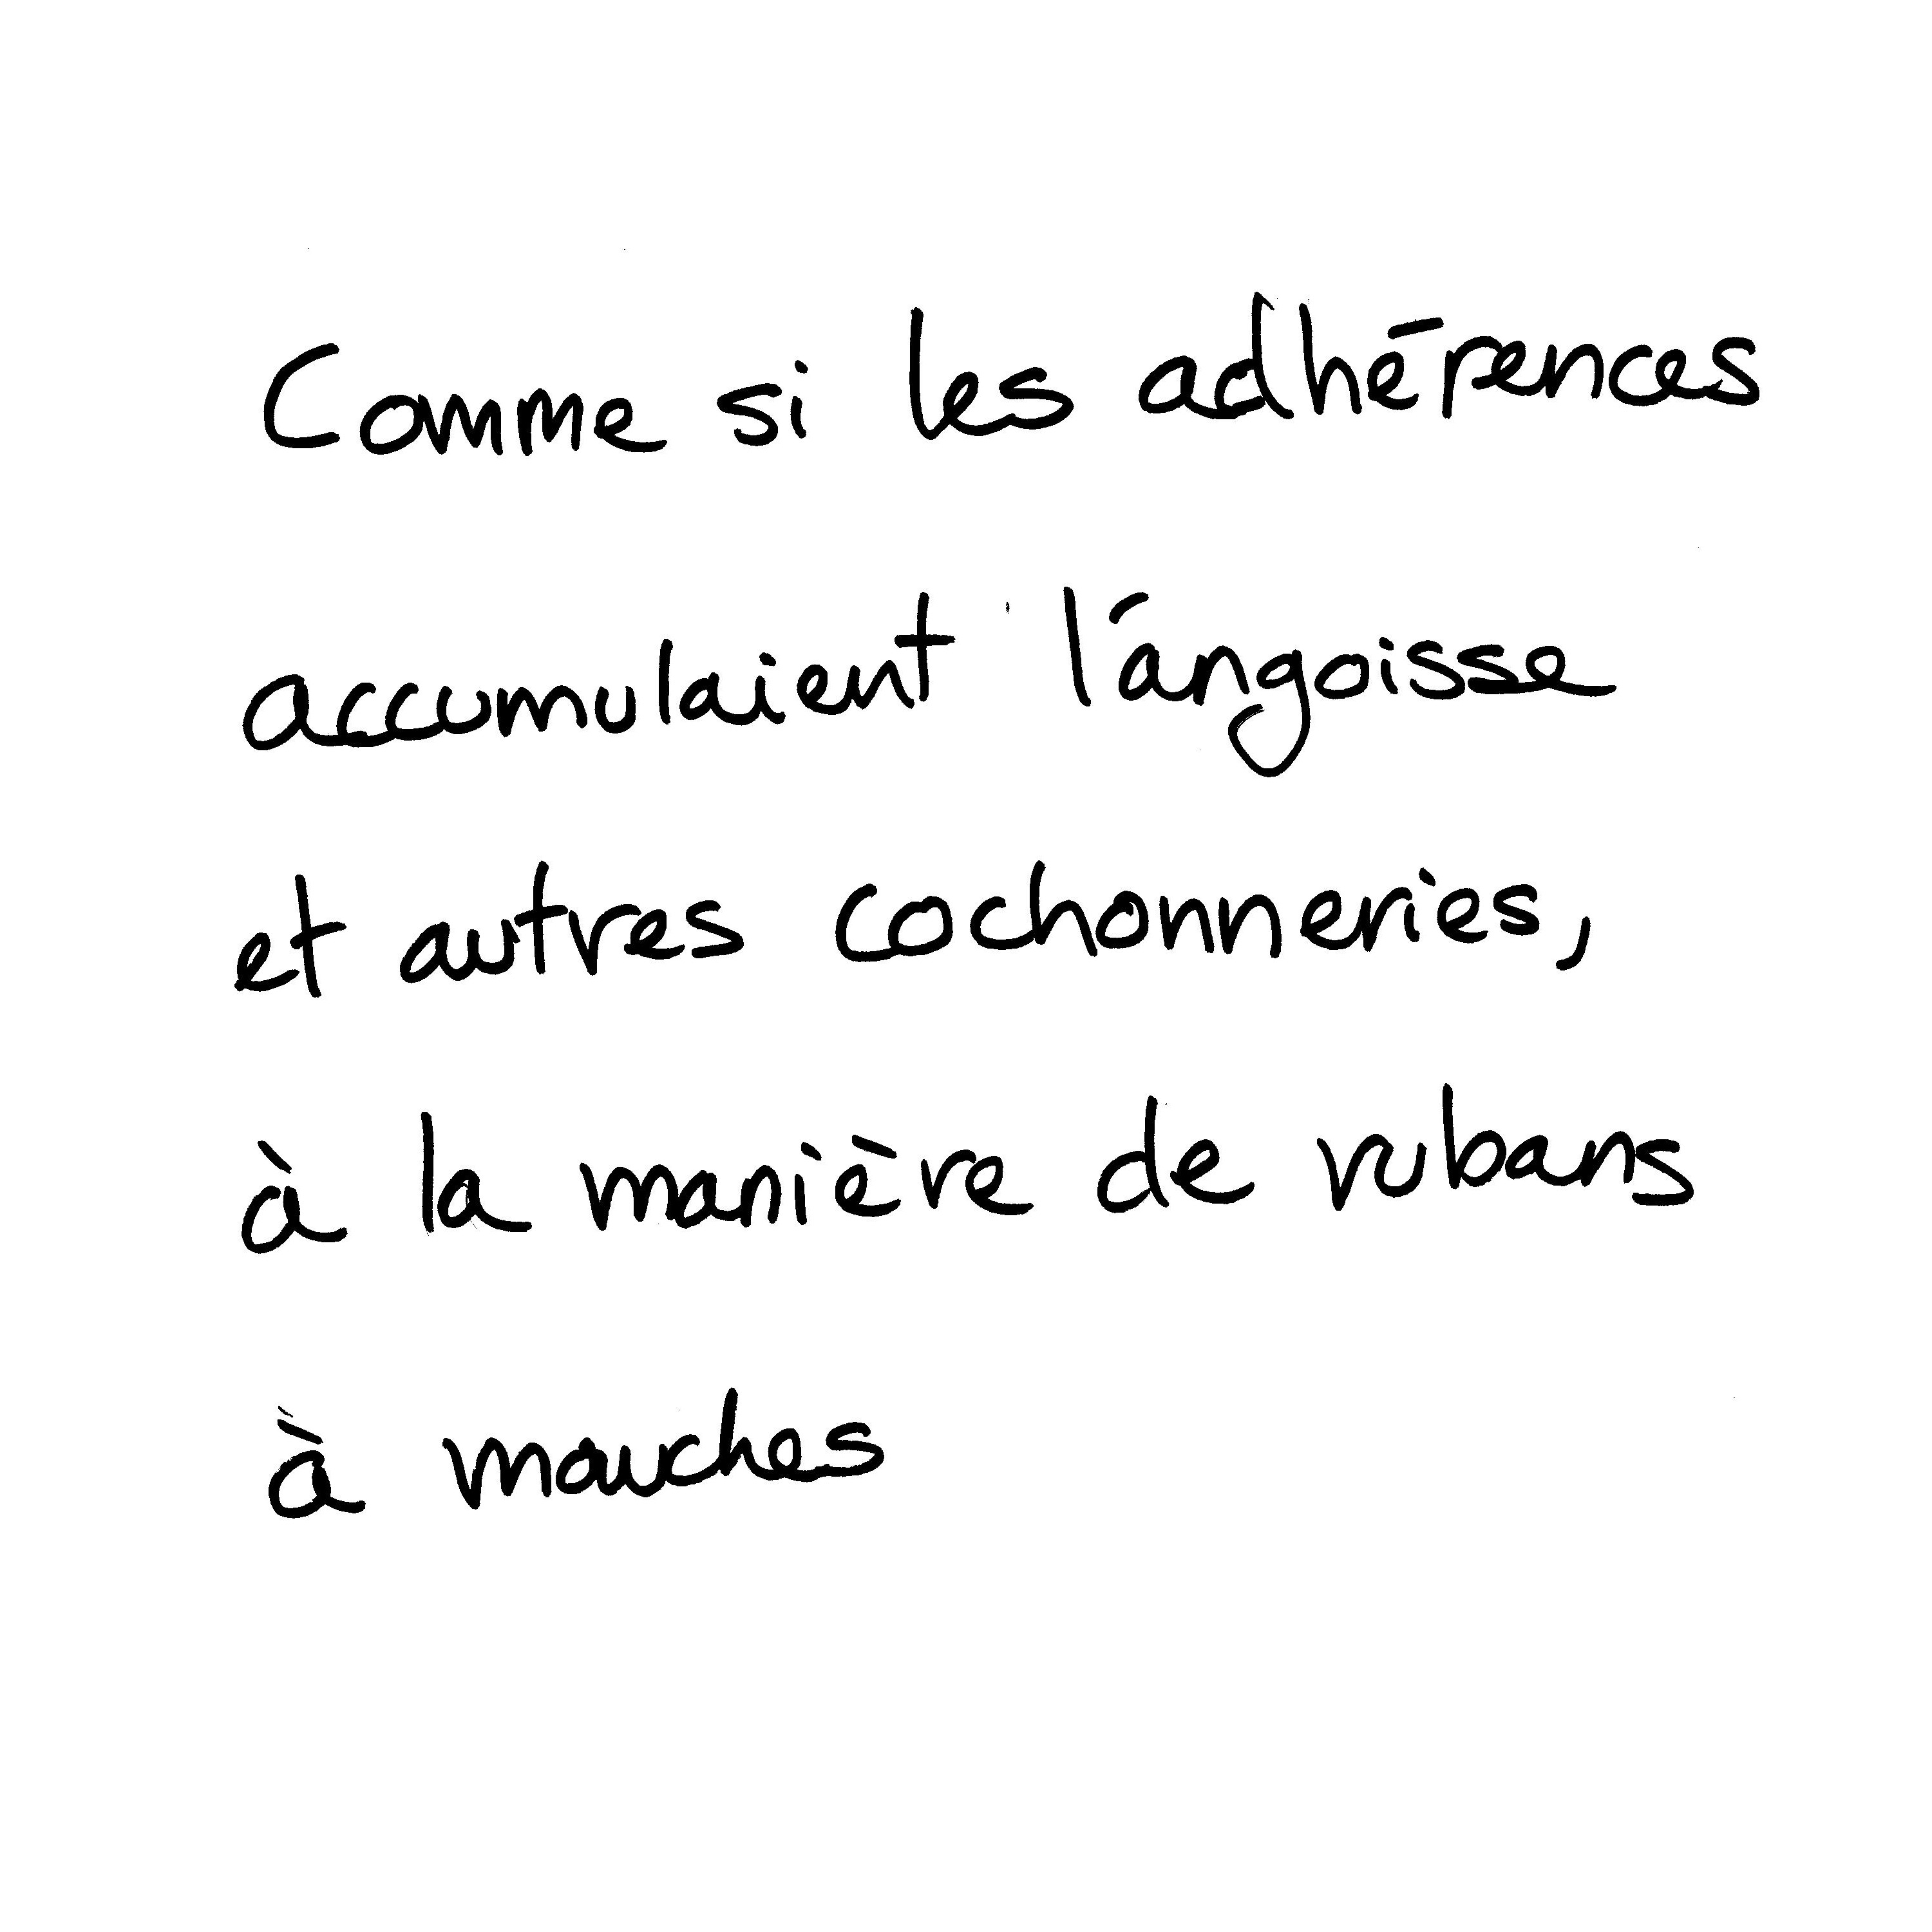 Comme si les adhérences
accumulaient l'angoisse
et autres cochonneries,
à la manière de rubans
à mouches